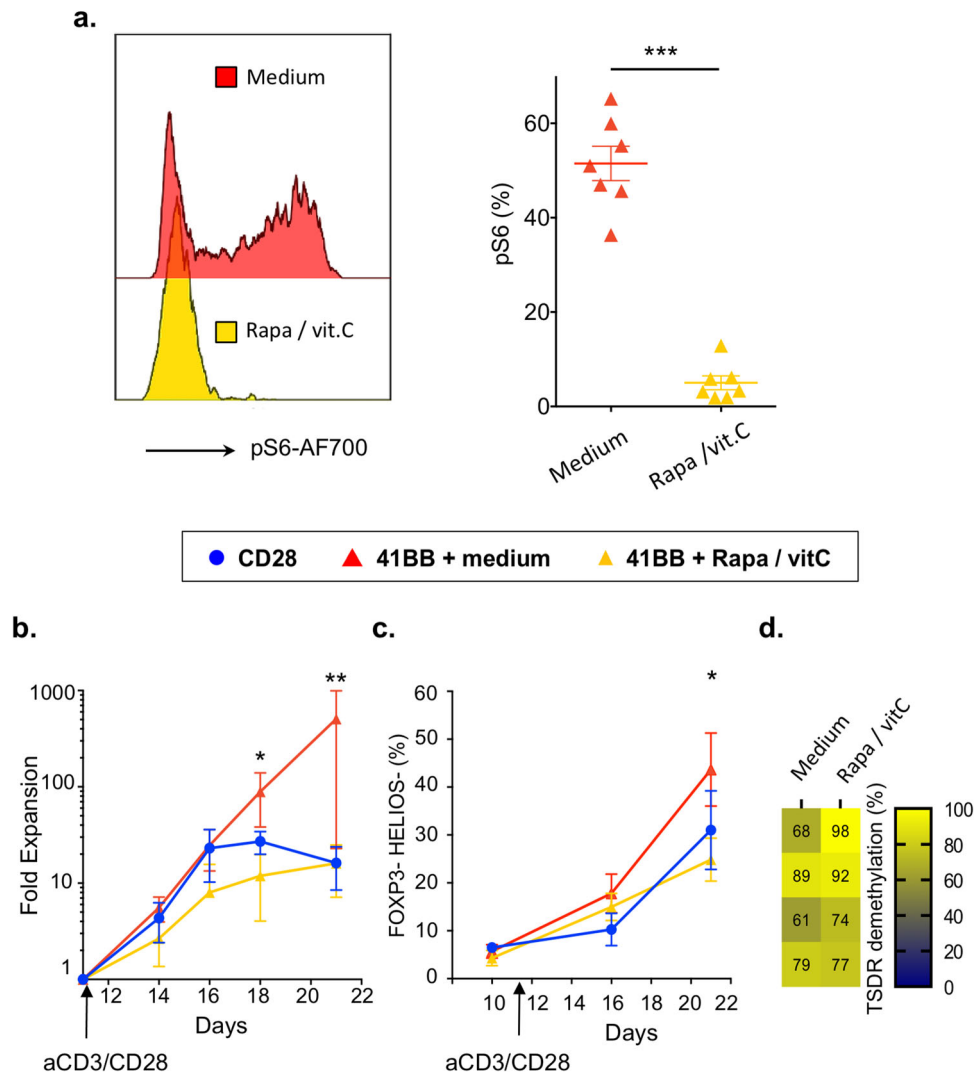 a.
Medium
Rapa / vit.C
pS6-AF700
***
pS6 (%)
60
40
20
0
Medium
Rapa /vit.C
CD28
41BB + medium
41BB + Rapa / vitC
b.
Fold Expansion
1000
100
10
1
*
**
12 14 16 18 20 22
Days
aCD3/CD28
c.
FOXP3- HELIOS- (%)
60
50
40
30
20
10
0
*
10 12 14 16 18 20 22
Days
aCD3/CD28
d.
Medium
Rapa / vitC
68 98
89 92
61 74
79 77
TSDR demethylation (%)
100
80
60
40
20
0